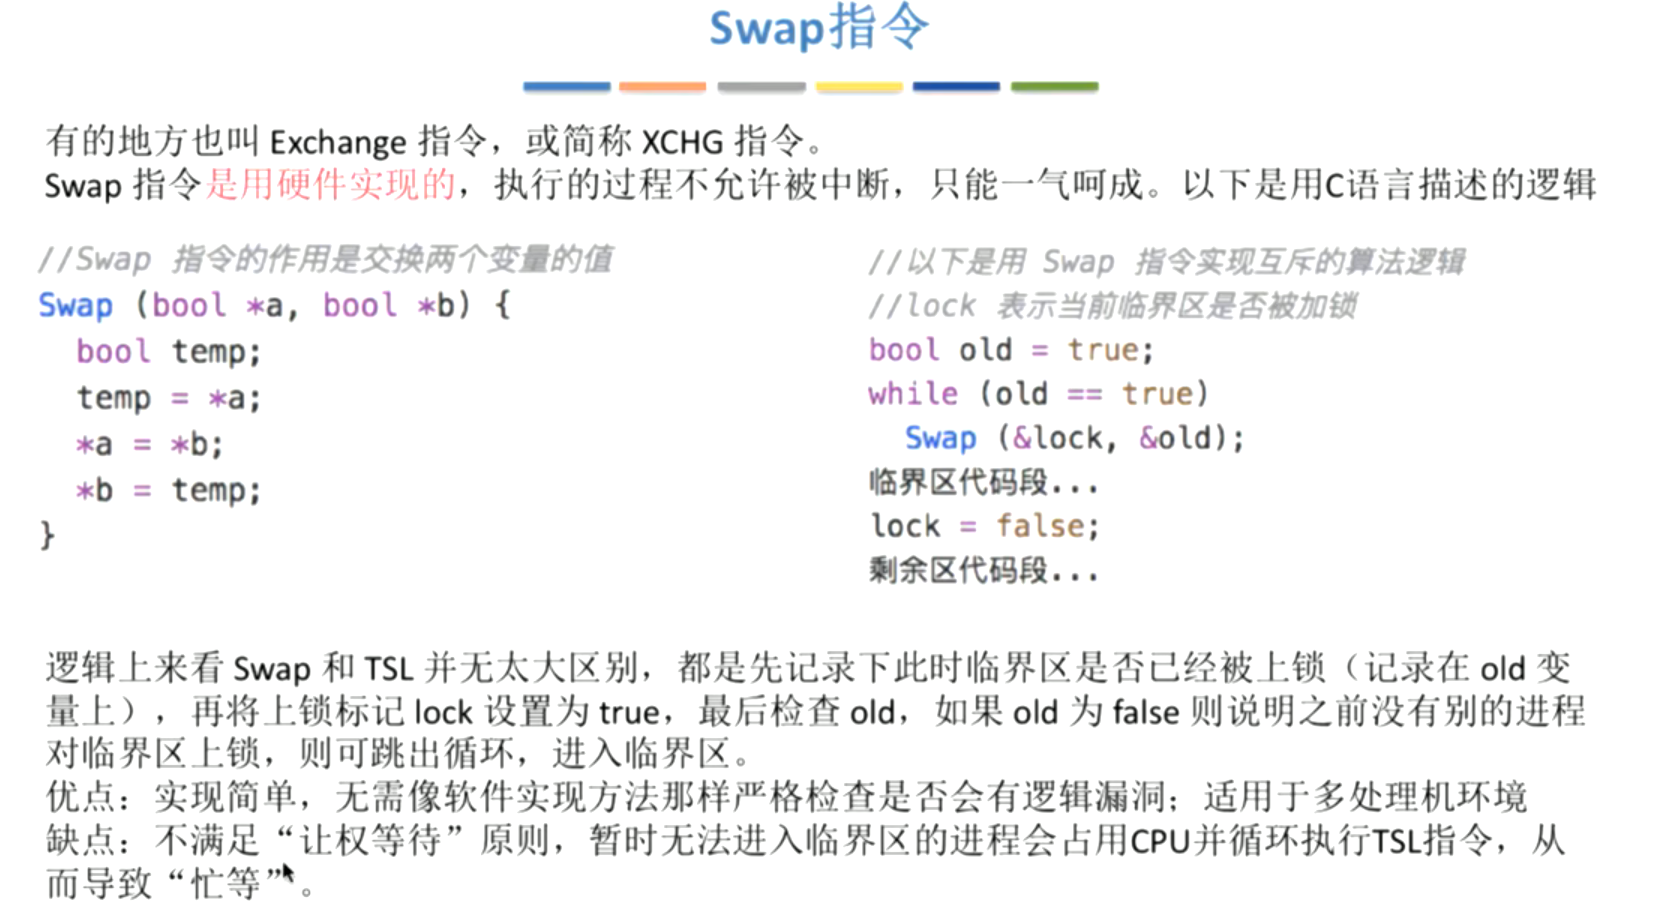 Swap指令
有的地方也叫 Exchange 指令，或简称 XCHG 指令。
Swap 指令是用硬件实现的，执行的过程不允许被中断，只能一气呵成。以下是用C语言描述的逻辑
//Swap 指令的作用是交换两个变量的值
Swap (bool *a, bool *b) {
  bool temp;
  temp = *a;
  *a = *b;
  *b = temp;
}
//以下是用 Swap 指令实现互斥的算法逻辑
//lock 表示当前临界区是否被加锁
bool old = true;
while (old == true)
  Swap (&lock, &old);
临界区代码段...
lock = false;
剩余区代码段...
逻辑上来看 Swap 和 TSL 并无太大区别，都是先记录下此时临界区是否已经被上锁（记录在 old 变
量上），再将上锁标记 lock 设置为 true，最后检查 old，如果 old 为 false 则说明之前没有别的进程
对临界区上锁，则可跳出循环，进入临界区。
优点：实现简单，无需像软件实现方法那样严格检查是否会有逻辑漏洞；适用于多处理机环境
缺点：不满足“让权等待”原则，暂时无法进入临界区的进程会占用CPU并循环执行TSL指令，从
而导致“忙等”。